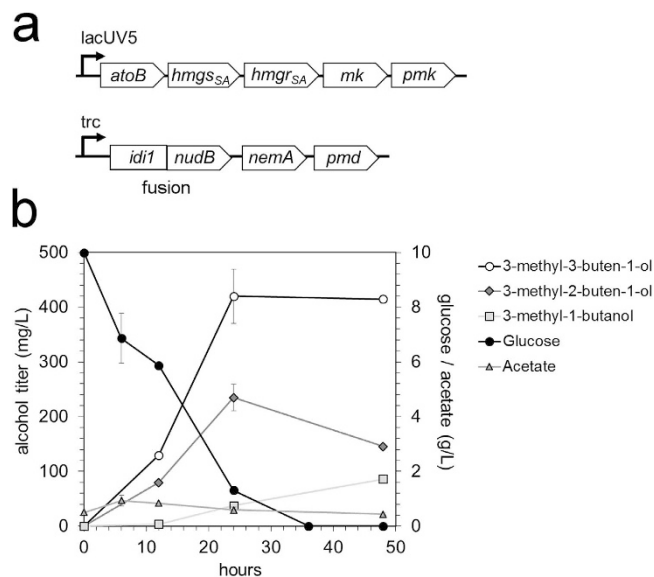 a
lacUV5
atoB hmgsSA hmgrSA mk pmk
trc
idi1 nudB nemA pmd
fusion
b
500
400
300
200
100
0
alcohol titer (mg/L)
10
8
6
4
2
0
glucose / acetate (g/L)
0 10 20 30 40 50
hours
3-methyl-3-buten-1-ol
3-methyl-2-buten-1-ol
3-methyl-1-butanol
Glucose
Acetate